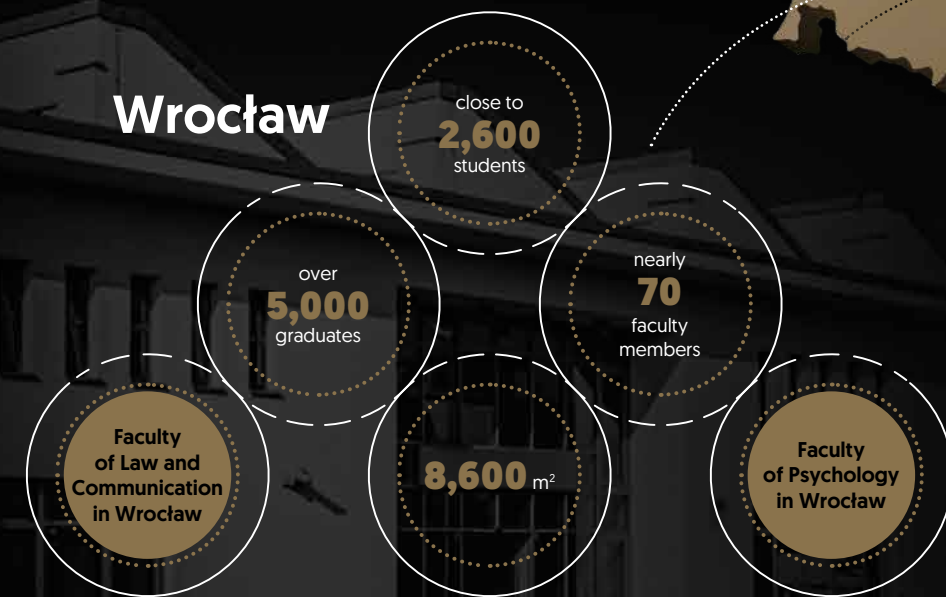 Wrocław
close to
2,600
students
over
5,000
graduates
nearly
70
faculty
members
Faculty
of Law and
Communication
in Wrocław
8,600 m²
Faculty
of Psychology
in Wrocław